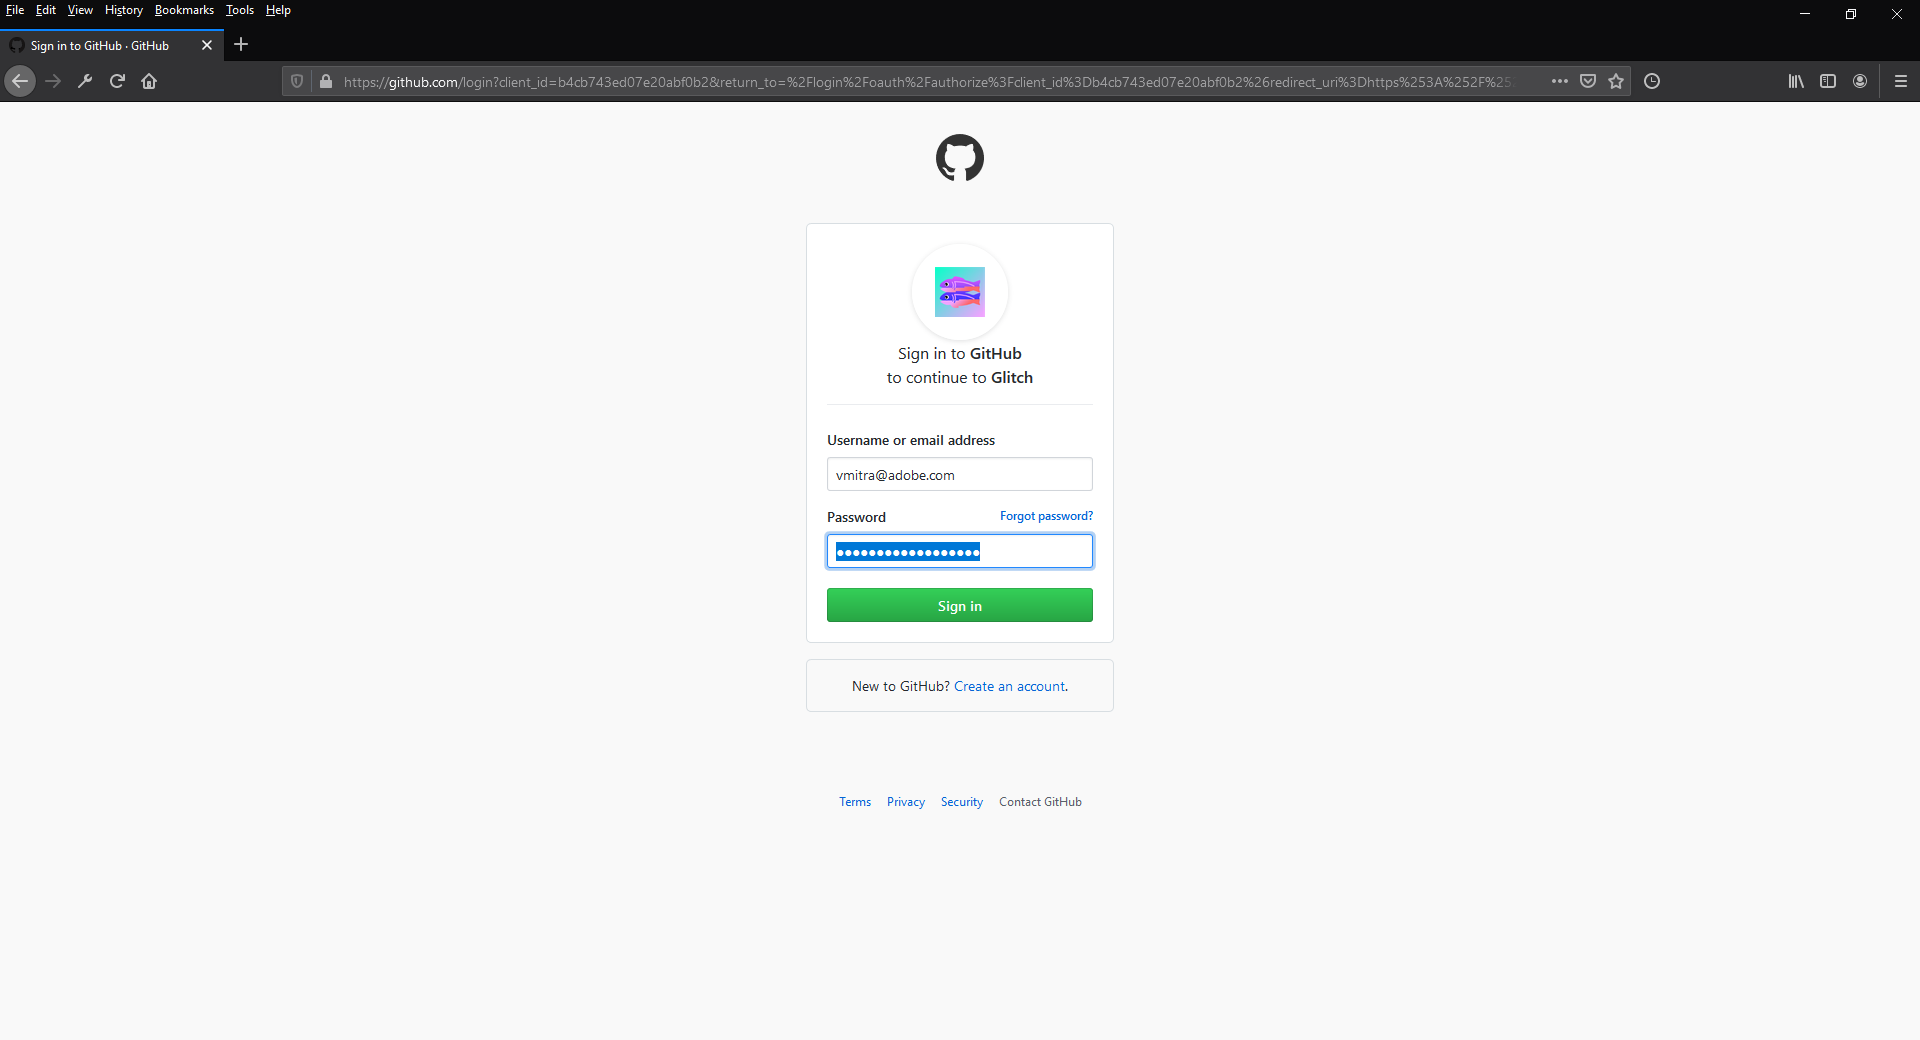 File Edit View History Bookmarks Tools Help
Sign in to GitHub · GitHub
https://github.com/login?client_id=b4cb743ed07e20abf0b2&return_to=%2Flogin%2Foauth%2Fauthorize%3Fclient_id%3Db4cb743ed07e20abf0b2%26redirect_uri%3Dhttps%253A%252F%25
Sign in to GitHub
to continue to Glitch
Username or email address
vmitra@adobe.com
Password Forgot password?
Sign in
New to GitHub? Create an account.
Terms Privacy Security Contact GitHub